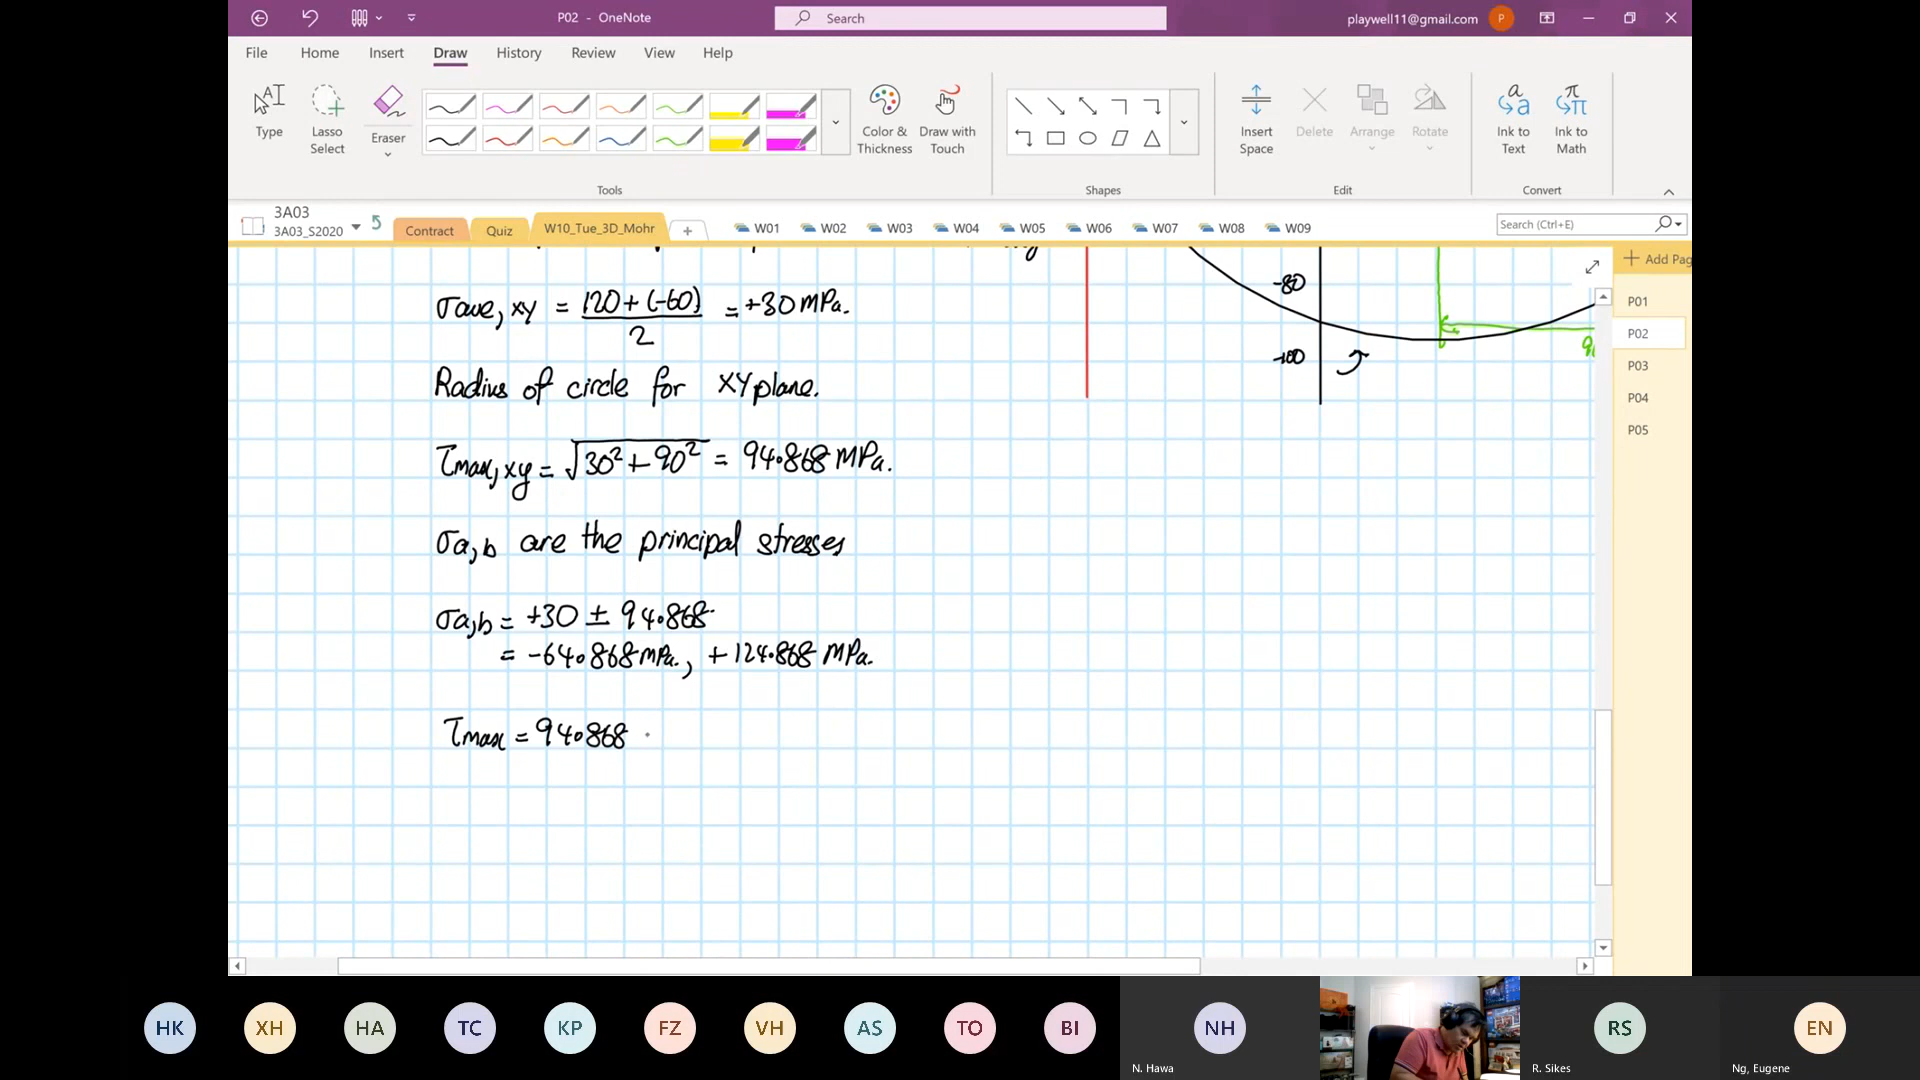 P02 - OneNote
Search
playwell11@gmail.com
P
File Home Insert Draw History Review View Help
Type
Lasso Select
Eraser
Color & Thickness
Draw with Touch
Insert Space
Delete
Arrange
Rotate
Ink to Text
Ink to Math
Tools Shapes Edit Convert
3A03
3A03_S2020
Contract Quiz W10_Tue_3D_Mohr W01 W02 W03 W04 W05 W06 W07 W08 W09
Search (Ctrl+E)
Add Pag
P01
P02
P03
P04
P05
σave, xy = 120 + (-60) / 2 = +30 MPa.
Radius of circle for XY plane.
τmax, xy = √30² + 90² = 94.868 MPa.
σa,b are the principal stresses
σa,b = +30 ± 94.868
= -64.868 MPa., +124.868 MPa.
τmax = 94.868
-80
-100
HK XH HA TC KP FZ VH AS TO BI NH RS EN
N. Hawa
R. Sikes
Ng, Eugene